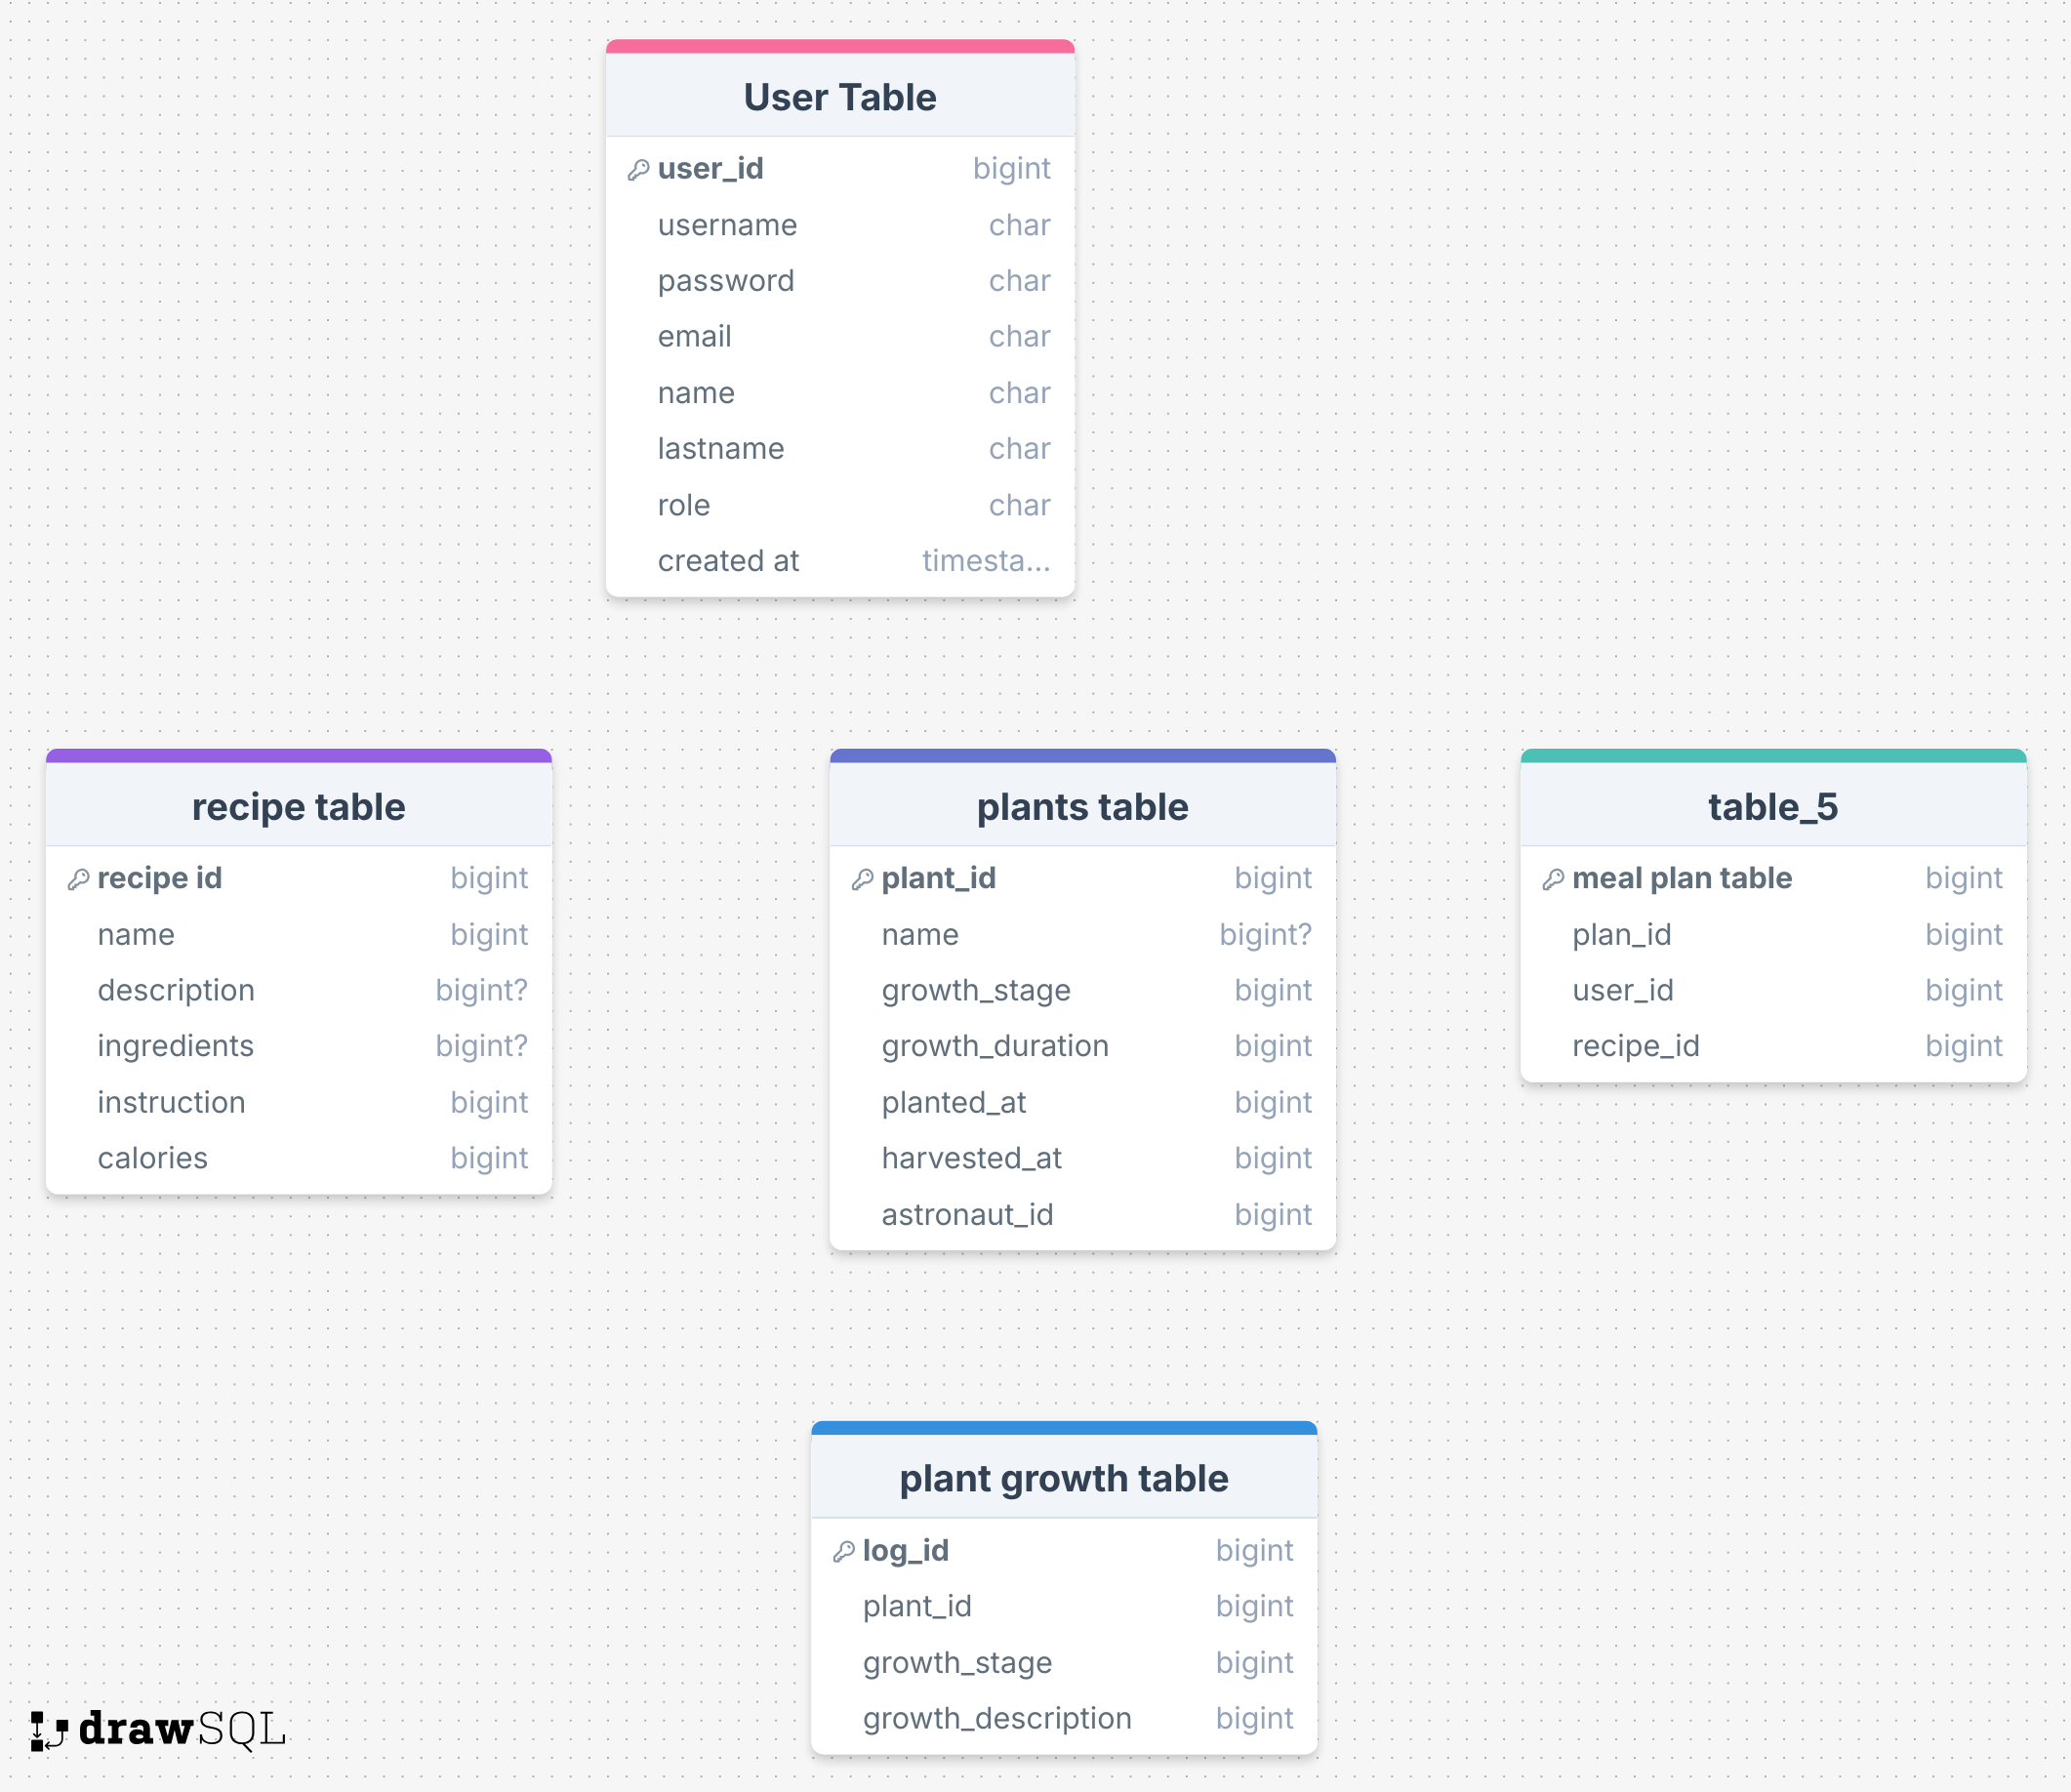 User Table
user_id bigint
username char
password char
email char
name char
lastname char
role char
created at timesta...
recipe table
recipe id bigint
name bigint
description bigint?
ingredients bigint?
instruction bigint
calories bigint
plants table
plant_id bigint
name bigint?
growth_stage bigint
growth_duration bigint
planted_at bigint
harvested_at bigint
astronaut_id bigint
table_5
meal plan table bigint
plan_id bigint
user_id bigint
recipe_id bigint
plant growth table
log_id bigint
plant_id bigint
growth_stage bigint
growth_description bigint
drawSQL